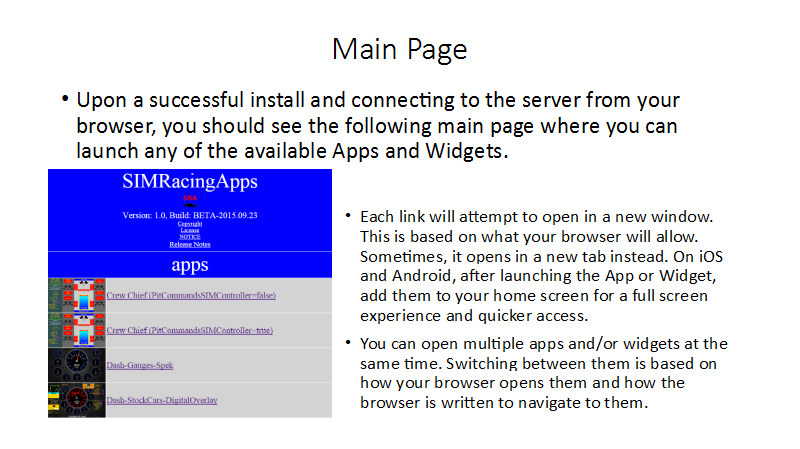 Main Page
• Upon a successful install and connecting to the server from your
browser, you should see the following main page where you can
launch any of the available Apps and Widgets.
SIMRacingApps
SRA
Version: 1.0, Build: BETA-2015.09.23
Copyright
License
NOTICE
Release Notes
apps
Crew Chief (PitCommandsSIMController=false)
Crew Chief (PitCommandsSIMController=true)
Dash-Gauges-Spek
Dash-StockCars-DigitalOverlay
• Each link will attempt to open in a new window.
This is based on what your browser will allow.
Sometimes, it opens in a new tab instead. On iOS
and Android, after launching the App or Widget,
add them to your home screen for a full screen
experience and quicker access.
• You can open multiple apps and/or widgets at the
same time. Switching between them is based on
how your browser opens them and how the
browser is written to navigate to them.